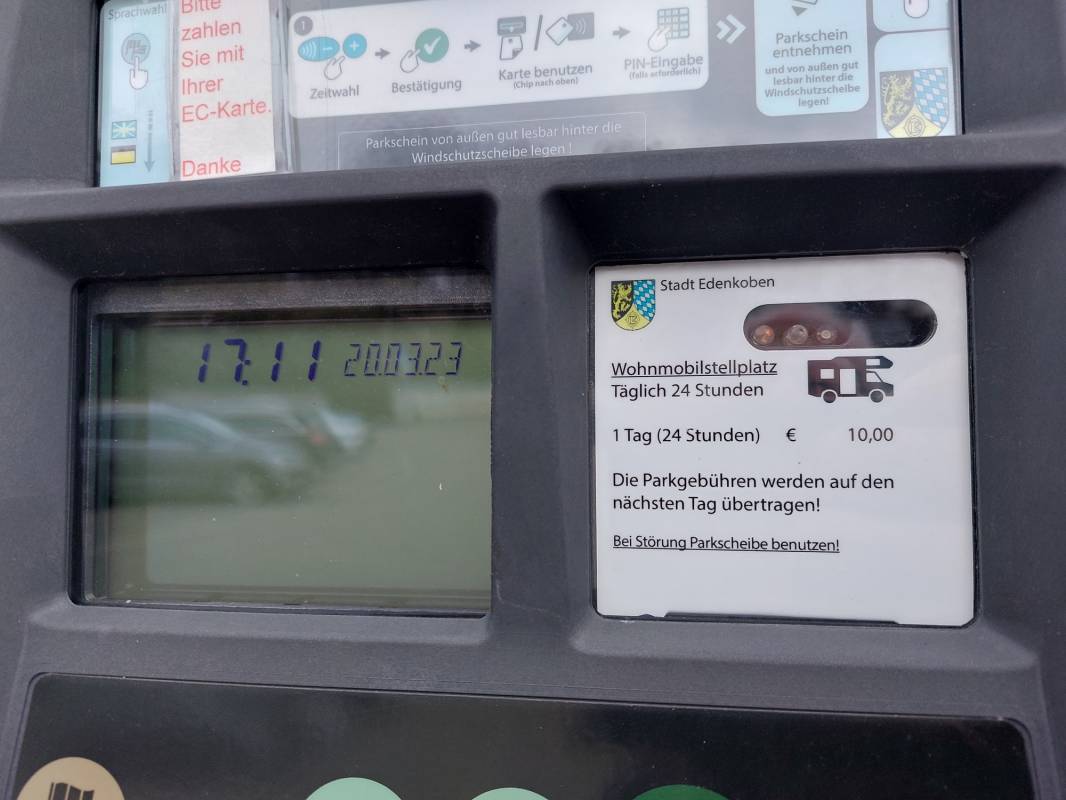 Sprachwahl
Bitte
zahlen
Sie mit
Ihrer
EC-Karte.
Danke
1
Zeitwahl
Bestätigung
Karte benutzen
(Chip nach oben)
PIN-Eingabe
(falls erforderlich)
Parkschein
entnehmen
und von außen gut
lesbar hinter die
Windschutzscheibe
legen!
Parkschein von außen gut lesbar hinter die
Windschutzscheibe legen !
17:11 20.03.23
Stadt Edenkoben
Wohnmobilstellplatz
Täglich 24 Stunden
1 Tag (24 Stunden) € 10,00
Die Parkgebühren werden auf den
nächsten Tag übertragen!
Bei Störung Parkscheibe benutzen!